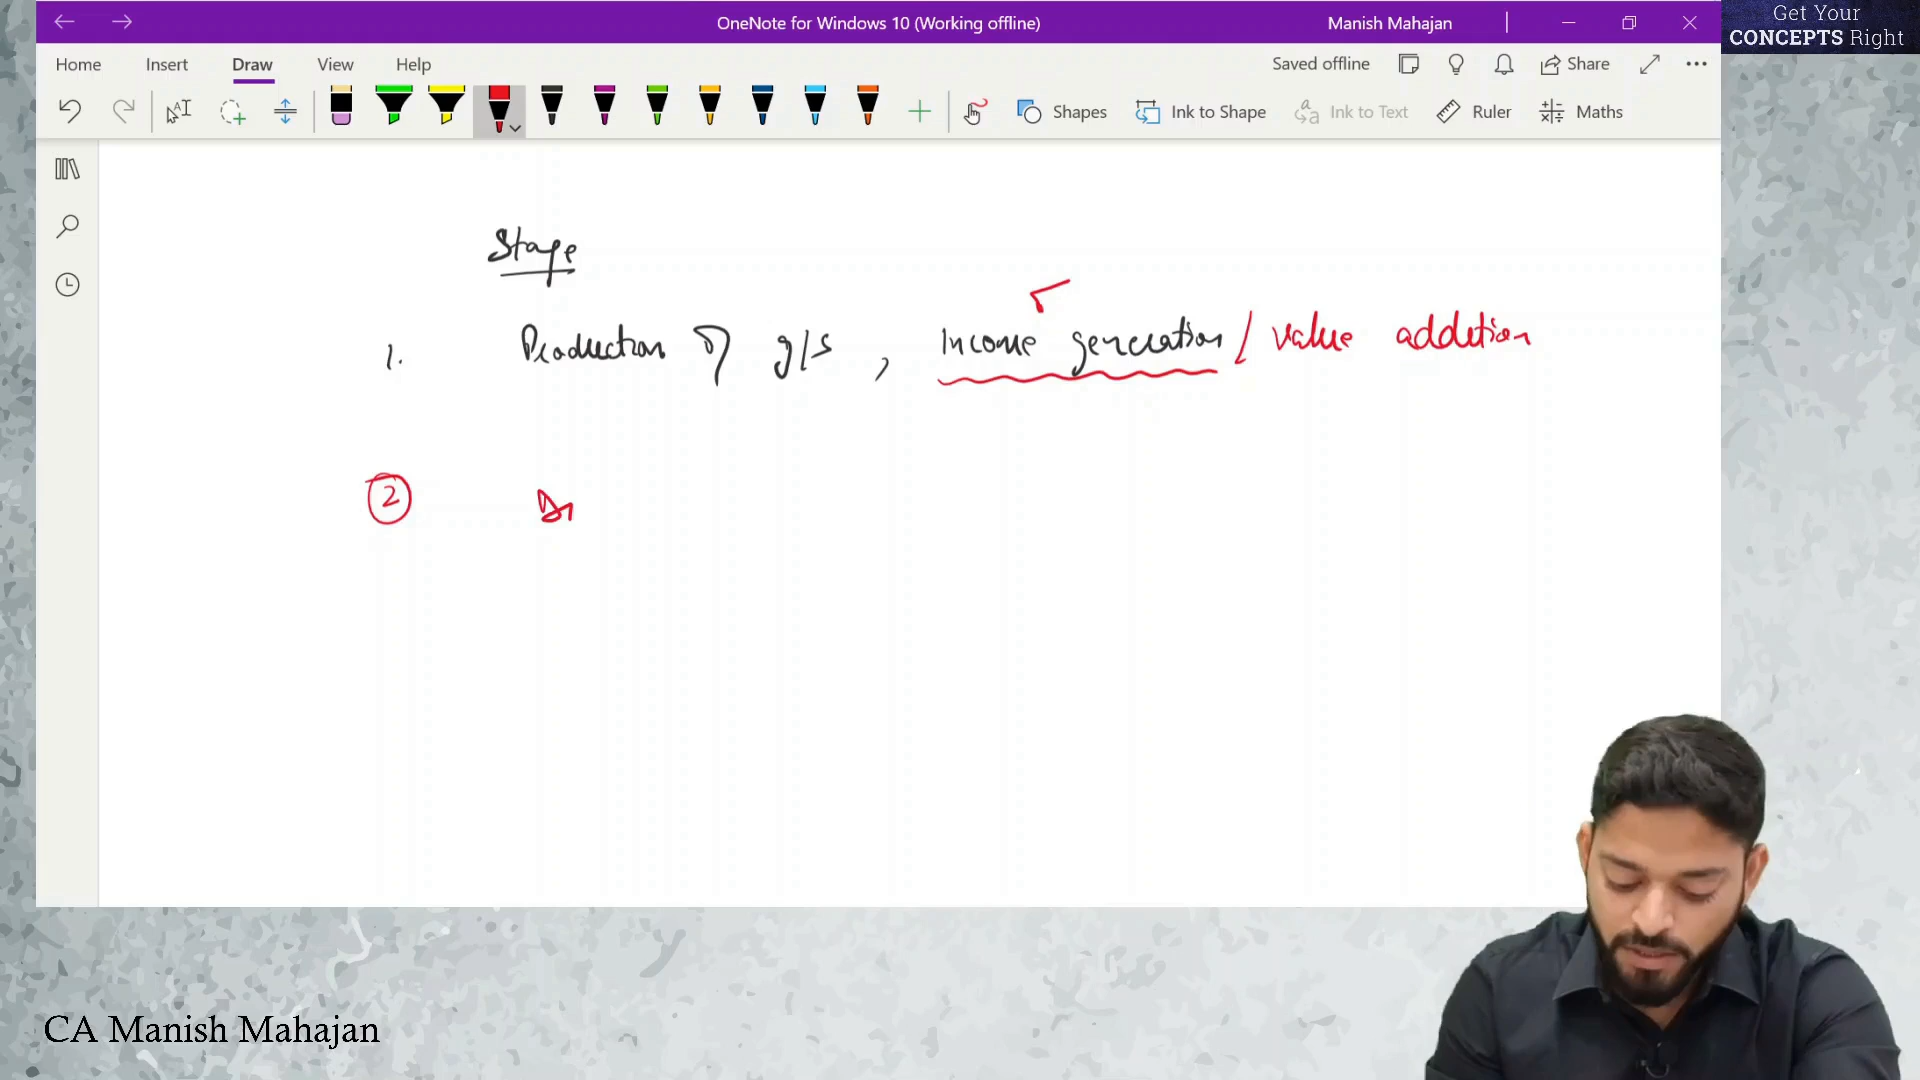 OneNote for Windows 10 (Working offline)
Manish Mahajan
Get Your
CONCEPTS Right
Home Insert Draw View Help
Saved offline
Share
Shapes
Ink to Shape
Ink to Text
Ruler
Maths
Stage
1. Production of g/s , Income generation / value addition
2
CA Manish Mahajan